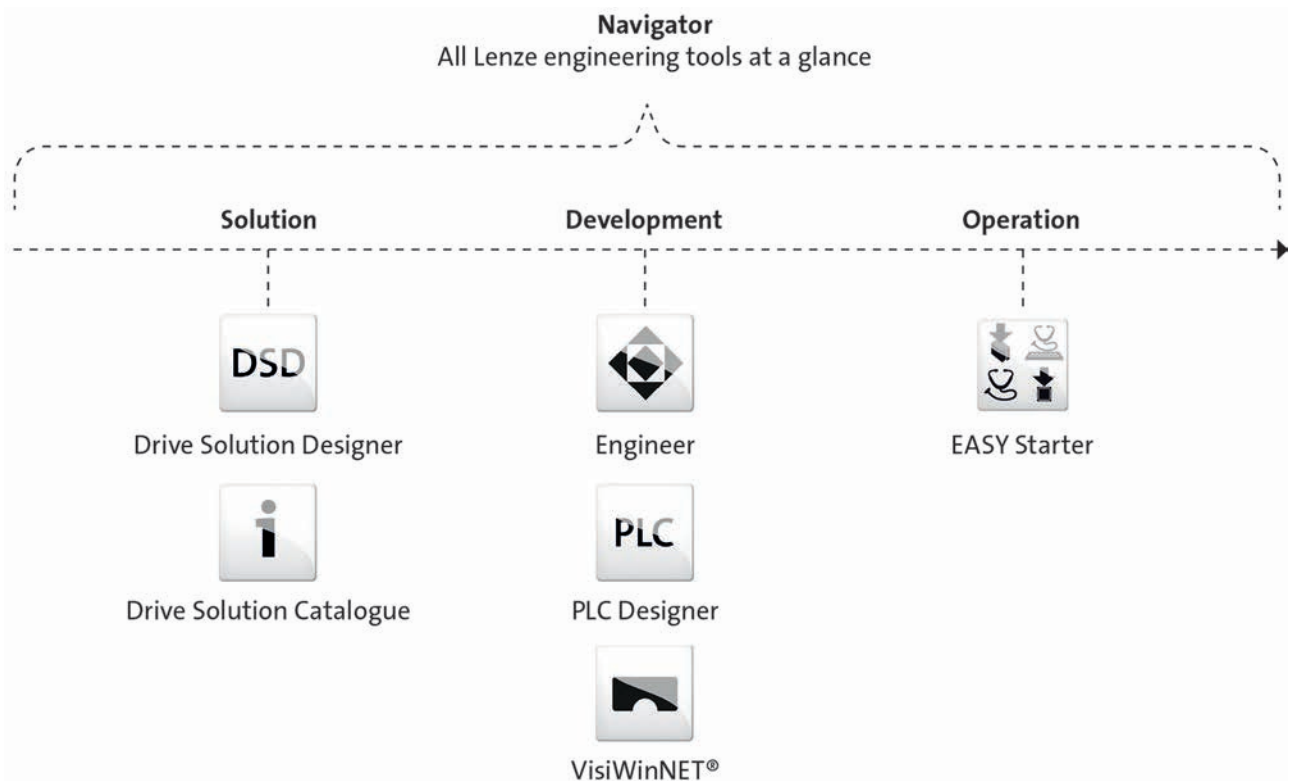 Navigator
All Lenze engineering tools at a glance
Solution
Development
Operation
DSD
Drive Solution Designer
Engineer
EASY Starter
i
Drive Solution Catalogue
PLC
PLC Designer
VisiWinNET®